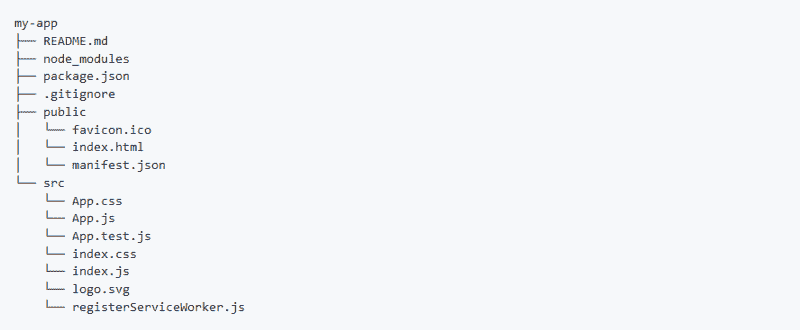 my-app
├── README.md
├── node_modules
├── package.json
├── .gitignore
├── public
│   └── favicon.ico
│   └── index.html
│   └── manifest.json
└── src
    └── App.css
    └── App.js
    └── App.test.js
    └── index.css
    └── index.js
    └── logo.svg
    └── registerServiceWorker.js